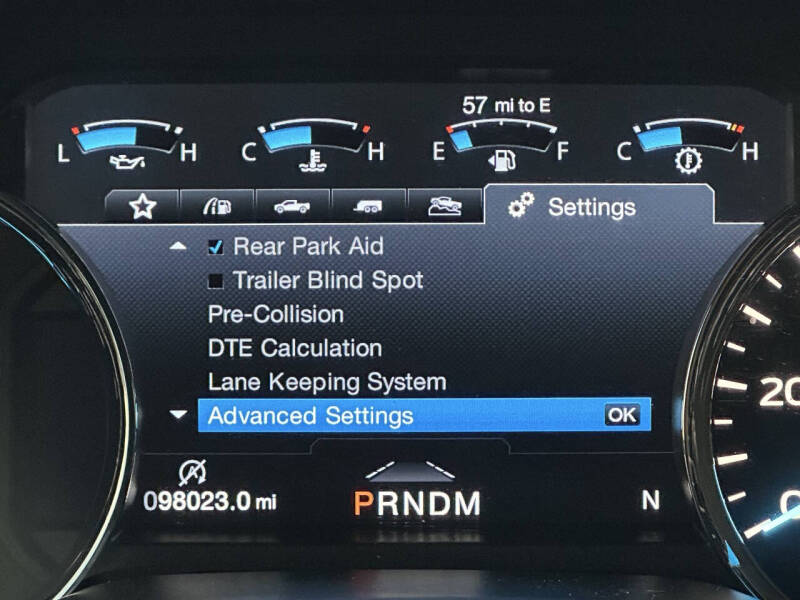 57 mi to E
L H C H E F C H
Settings
Rear Park Aid
Trailer Blind Spot
Pre-Collision
DTE Calculation
Lane Keeping System
Advanced Settings OK
20
098023.0 mi PRNDM N
0